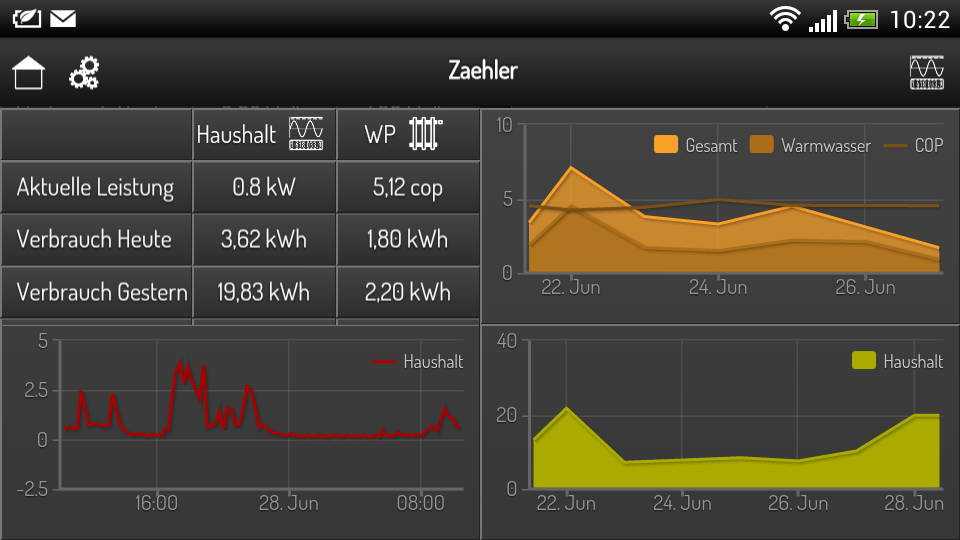 10:22
Zaehler
Haushalt WP
Aktuelle Leistung 0.8 kW 5,12 cop
Verbrauch Heute 3,62 kWh 1,80 kWh
Verbrauch Gestern 19,83 kWh 2,20 kWh
10
Gesamt Warmwasser COP
5
0
22. Jun 24. Jun 26. Jun
5
Haushalt
2.5
0
-2.5
16:00 28. Jun 08:00
40
Haushalt
20
0
22. Jun 24. Jun 26. Jun 28. Jun